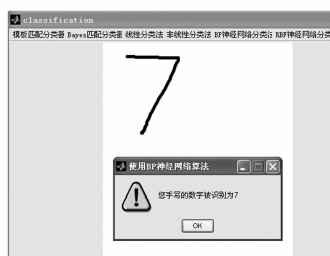 classification
模板匹配分类器 Bayes匹配分类器 线性分类法 非线性分类法 BP神经网络分类法 RBF神经网络分类
7
使用BP神经网络算法
您手写的数字被识别为7
OK